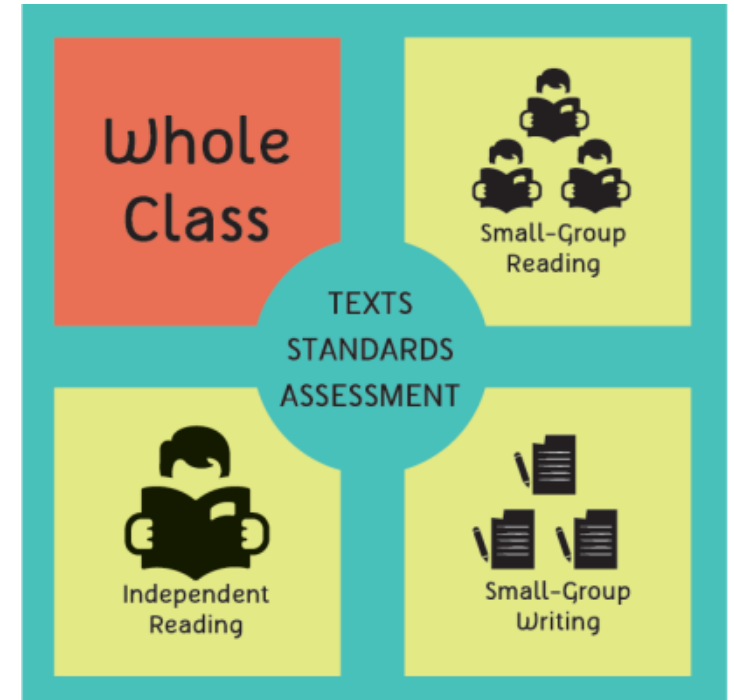 Whole
Class
Small-Group
Reading
TEXTS
STANDARDS
ASSESSMENT
Independent
Reading
Small-Group
Writing